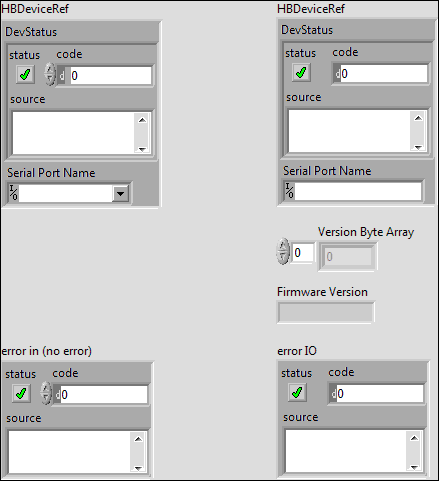 HBDeviceRef
DevStatus
status code
d 0
source
Serial Port Name
I/O
HBDeviceRef
DevStatus
status code
d 0
source
Serial Port Name
I/O
Version Byte Array
0 0
Firmware Version
error in (no error)
status code
d 0
source
error IO
status code
d 0
source